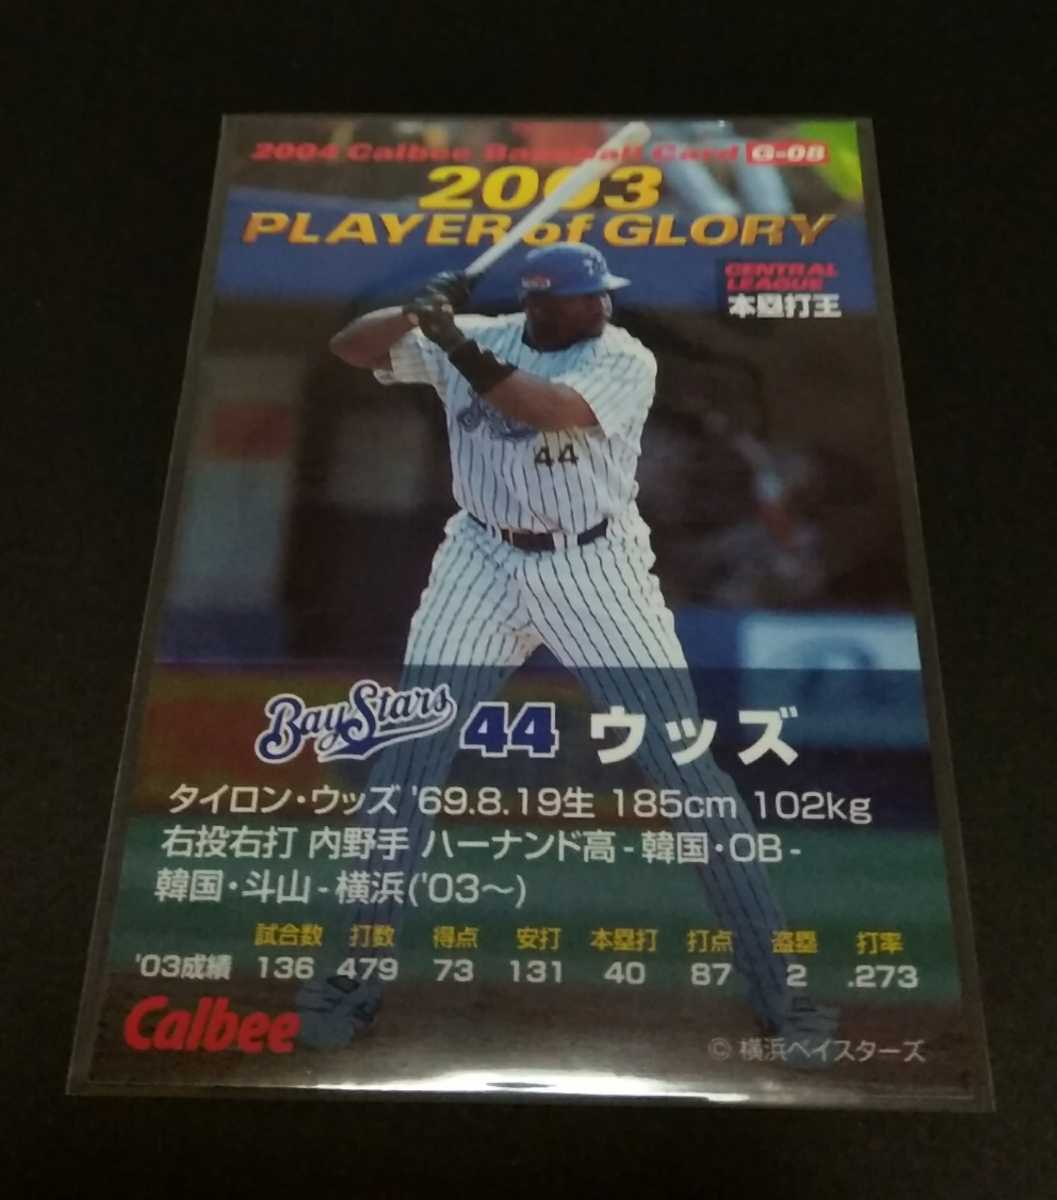 2004 Calbee Baseball Card G-08
2003
PLAYER of GLORY
CENTRAL
LEAGUE
本塁打王
44
BayStars 44 ウッズ
タイロン・ウッズ '69.8.19生 185cm 102kg
右投右打 内野手 ハーナンド高-韓国・OB-
韓国・斗山-横浜('03〜)
試合数 打数 得点 安打 本塁打 打点 盗塁 打率
'03成績 136 479 73 131 40 87 2 .273
Calbee
© 横浜ベイスターズ